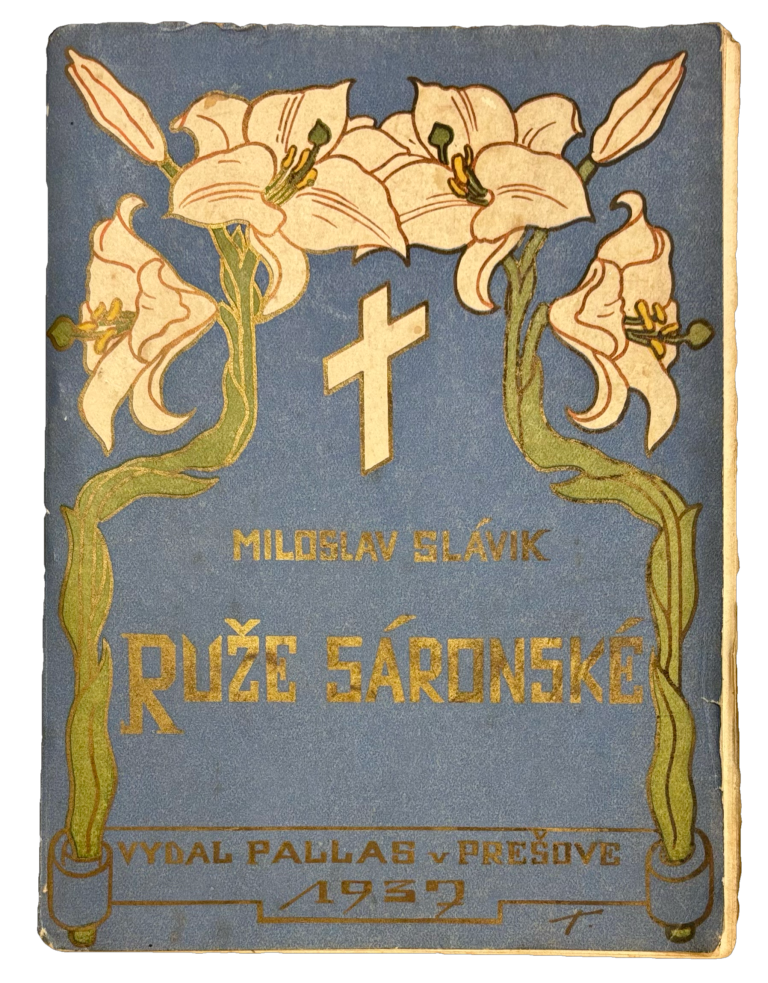 MILOSLAV SLÁVIK
RUŽE SÁRONSKÉ
VYDAL PALLAS v PREŠOVE
1937
T.